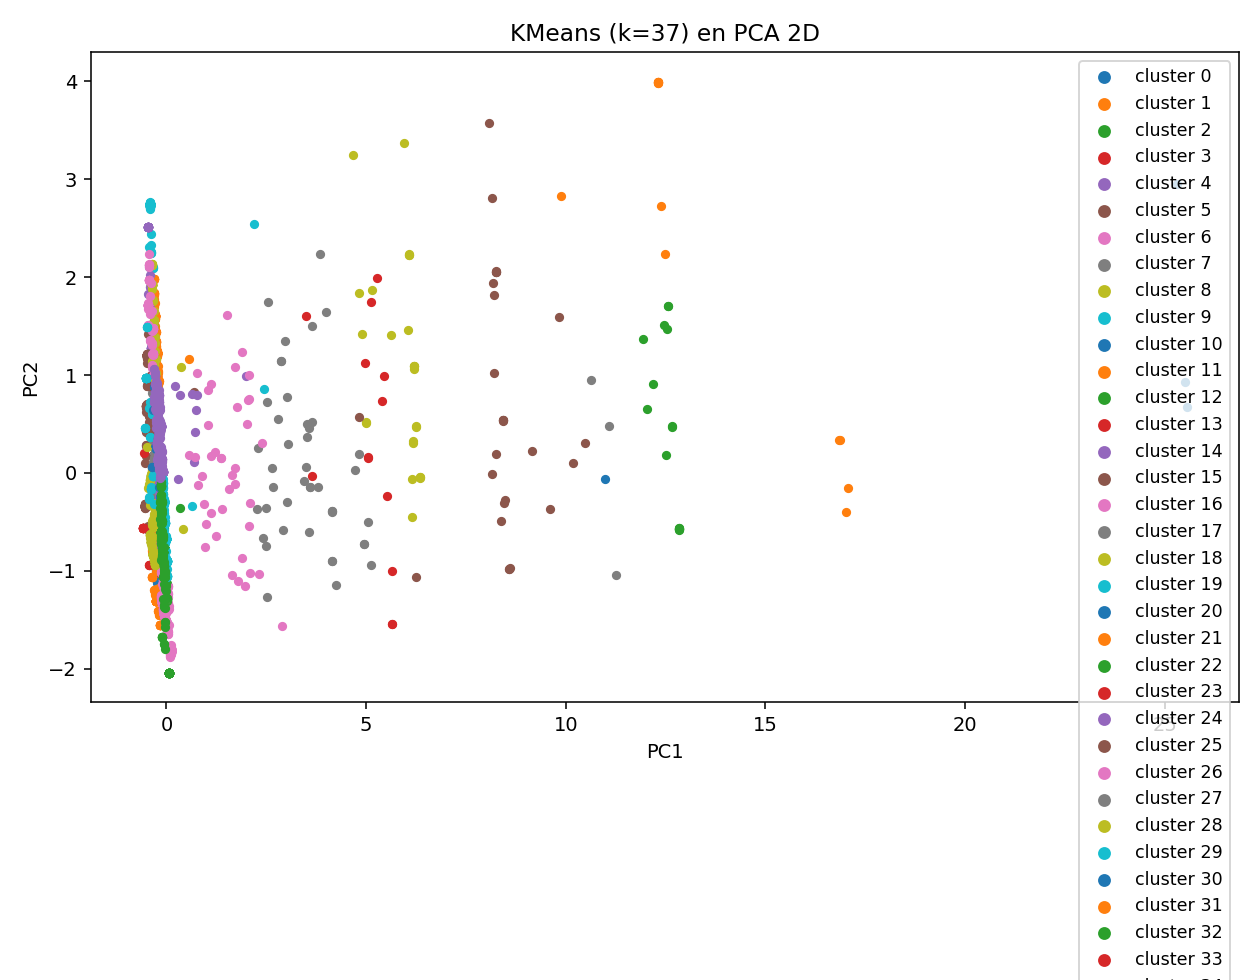 KMeans (k=37) en PCA 2D
4
3
2
1
0
−1
−2
PC2
0
5
10
15
20
25
PC1
cluster 0
cluster 1
cluster 2
cluster 3
cluster 4
cluster 5
cluster 6
cluster 7
cluster 8
cluster 9
cluster 10
cluster 11
cluster 12
cluster 13
cluster 14
cluster 15
cluster 16
cluster 17
cluster 18
cluster 19
cluster 20
cluster 21
cluster 22
cluster 23
cluster 24
cluster 25
cluster 26
cluster 27
cluster 28
cluster 29
cluster 30
cluster 31
cluster 32
cluster 33